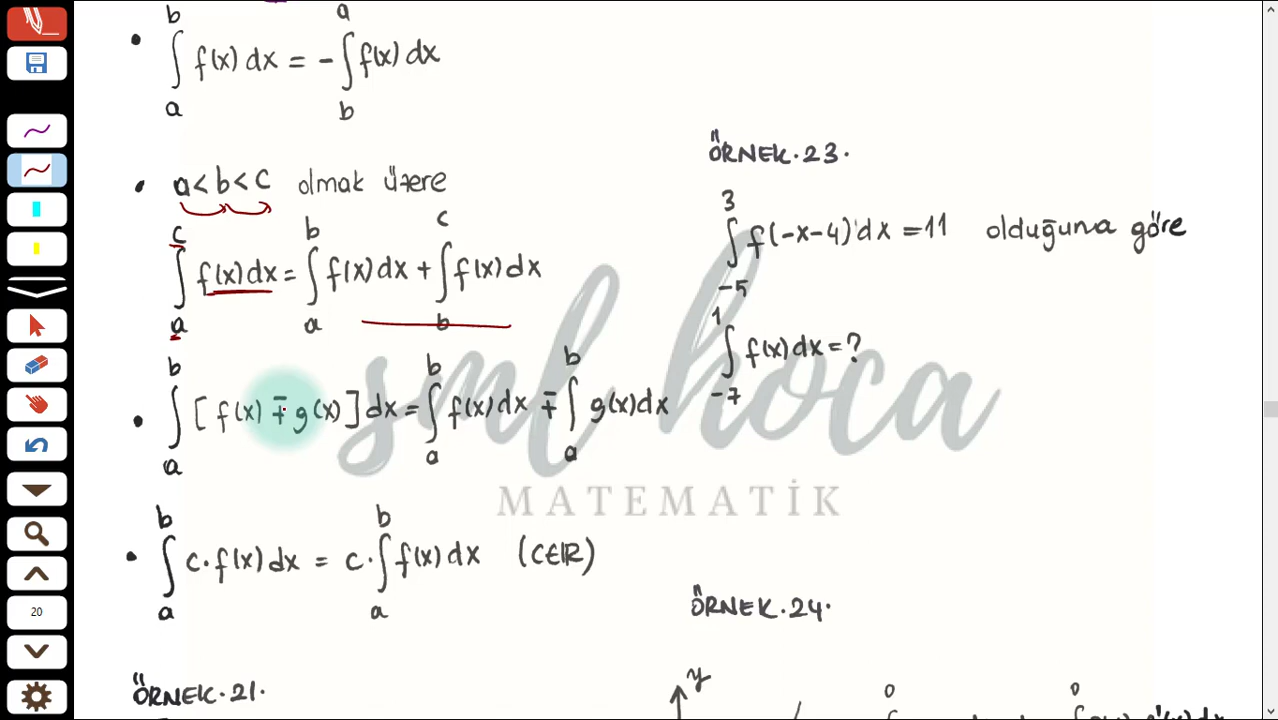 • ∫_a^b f(x) dx = - ∫_b^a f(x) dx
• a < b < c olmak üzere
∫_a^c f(x) dx = ∫_a^b f(x) dx + ∫_b^c f(x) dx
• ∫_a^b [f(x) ∓ g(x)] dx = ∫_a^b f(x) dx ∓ ∫_a^b g(x) dx
• ∫_a^b c·f(x) dx = c·∫_a^b f(x) dx (c∈ℝ)
ÖRNEK.21.
ÖRNEK.23.
∫_-5^3 f(-x-4) dx = 11 olduğuna göre
∫_-7^1 f(x) dx = ?
ÖRNEK.24.
y
0 0
sml hoca
MATEMATİK
20